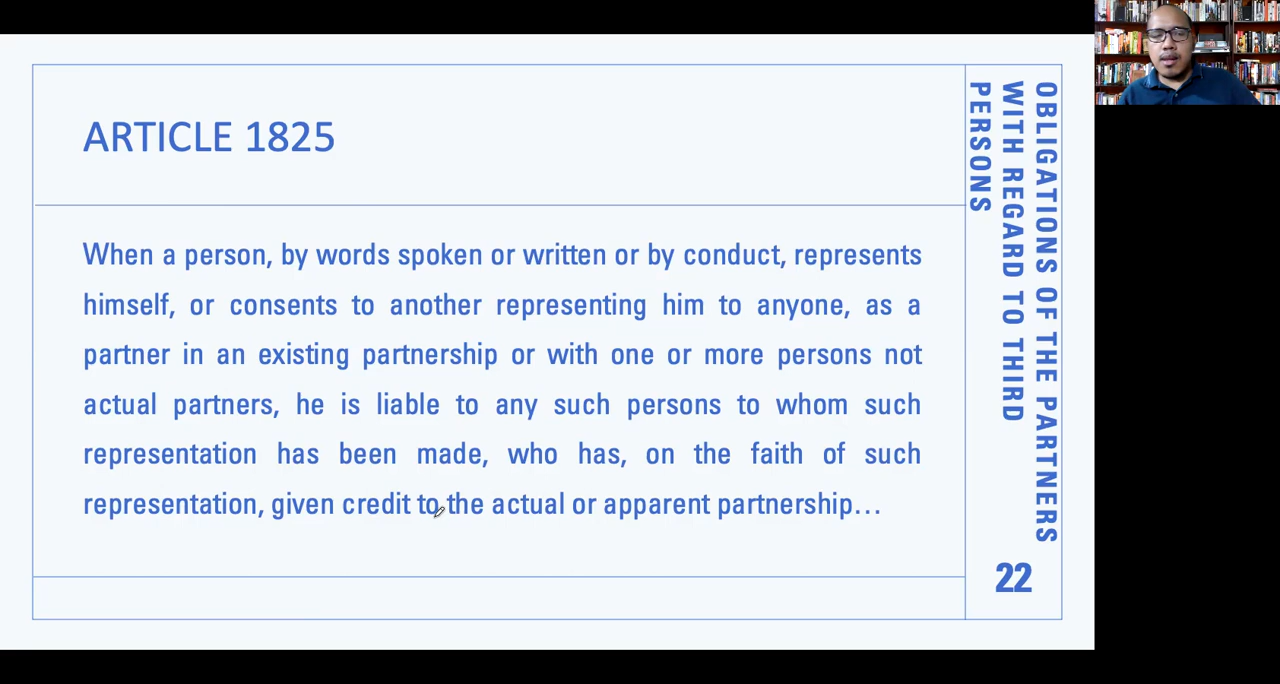 ARTICLE 1825
When a person, by words spoken or written or by conduct, represents
himself, or consents to another representing him to anyone, as a
partner in an existing partnership or with one or more persons not
actual partners, he is liable to any such persons to whom such
representation has been made, who has, on the faith of such
representation, given credit to the actual or apparent partnership…
OBLIGATIONS OF THE PARTNERS
WITH REGARD TO THIRD
PERSONS
22